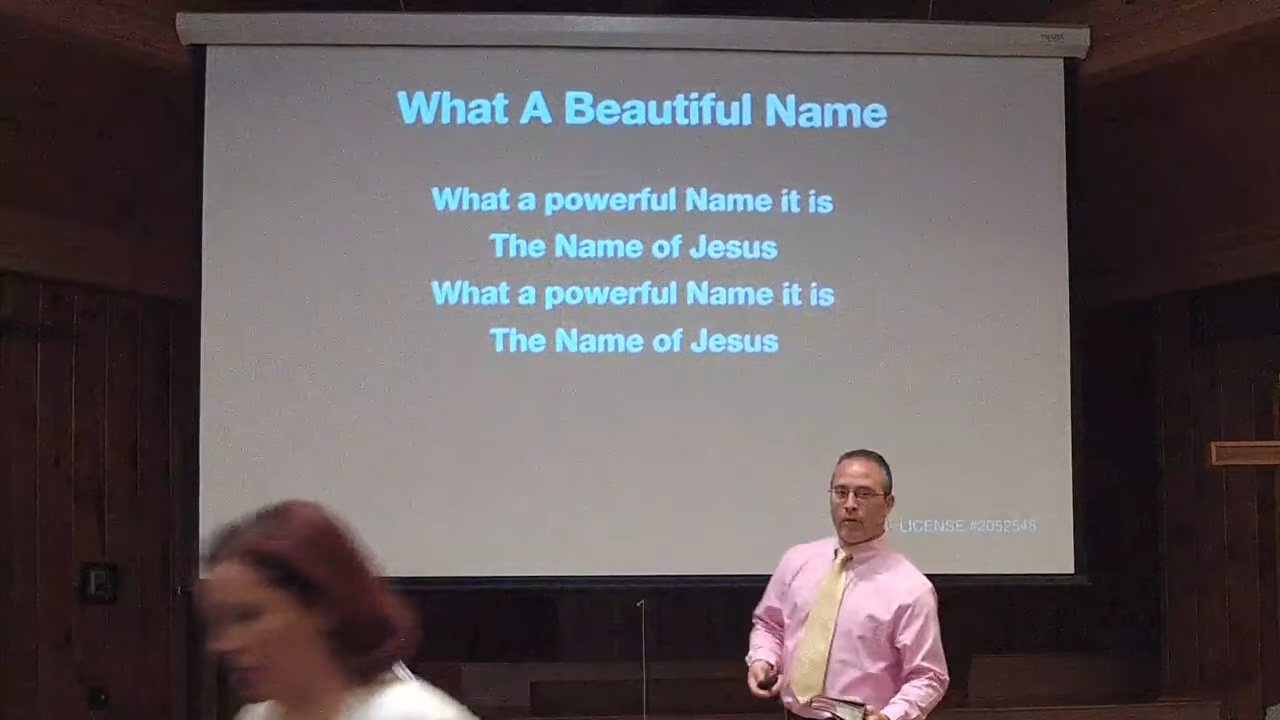 What A Beautiful Name
What a powerful Name it is
The Name of Jesus
What a powerful Name it is
The Name of Jesus
LICENSE #2052548